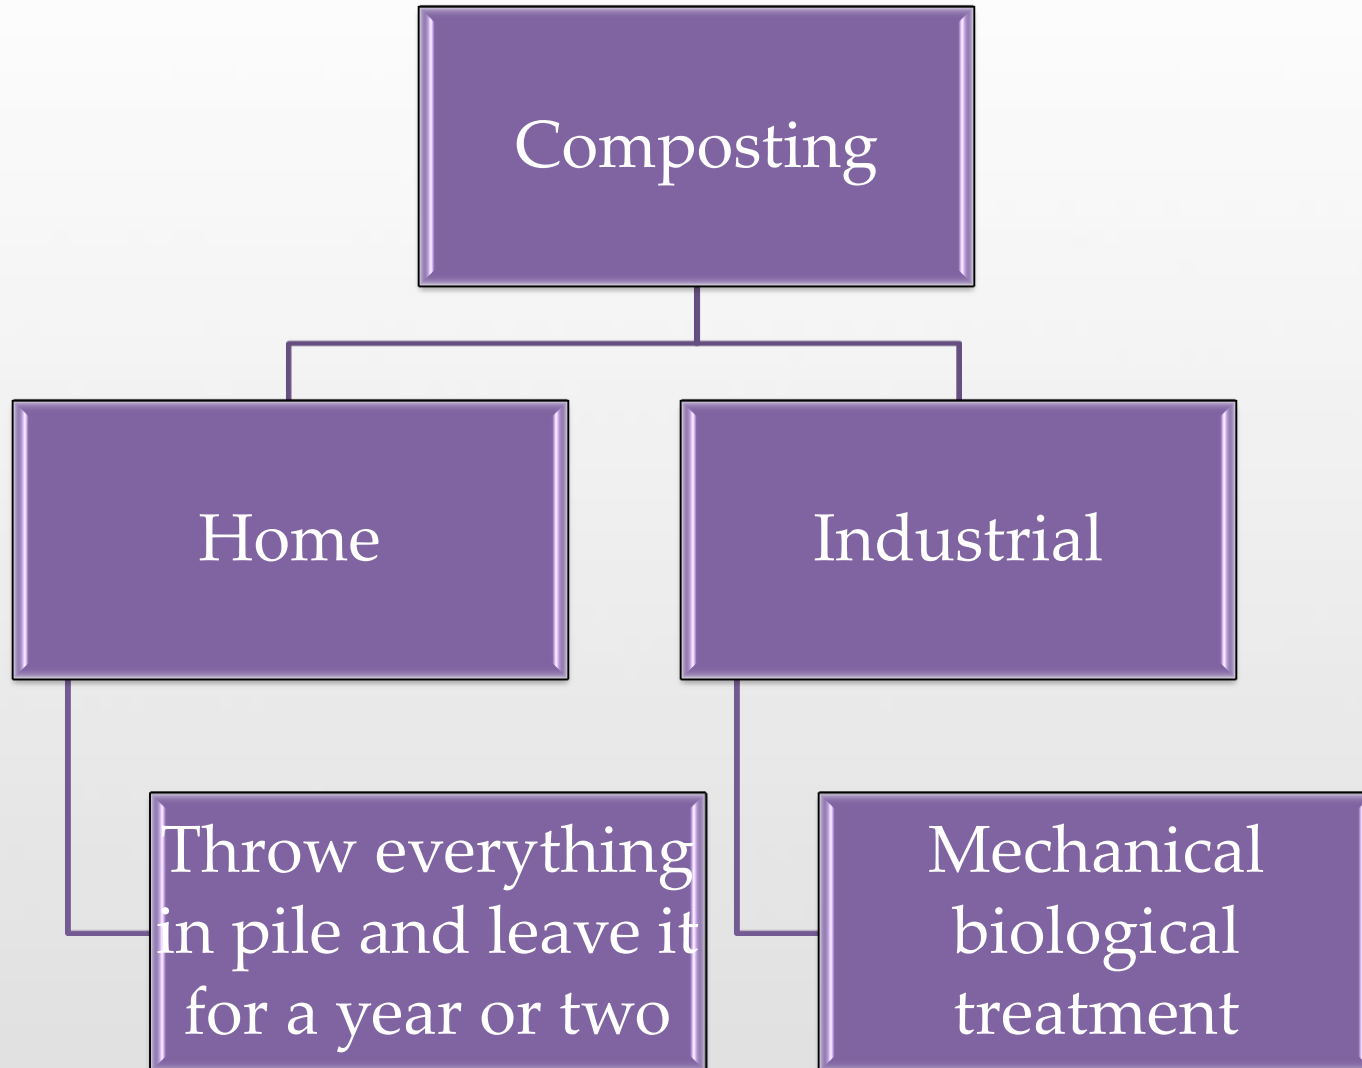 Composting
Home
Industrial
Throw everything
in pile and leave it
for a year or two
Mechanical
biological
treatment